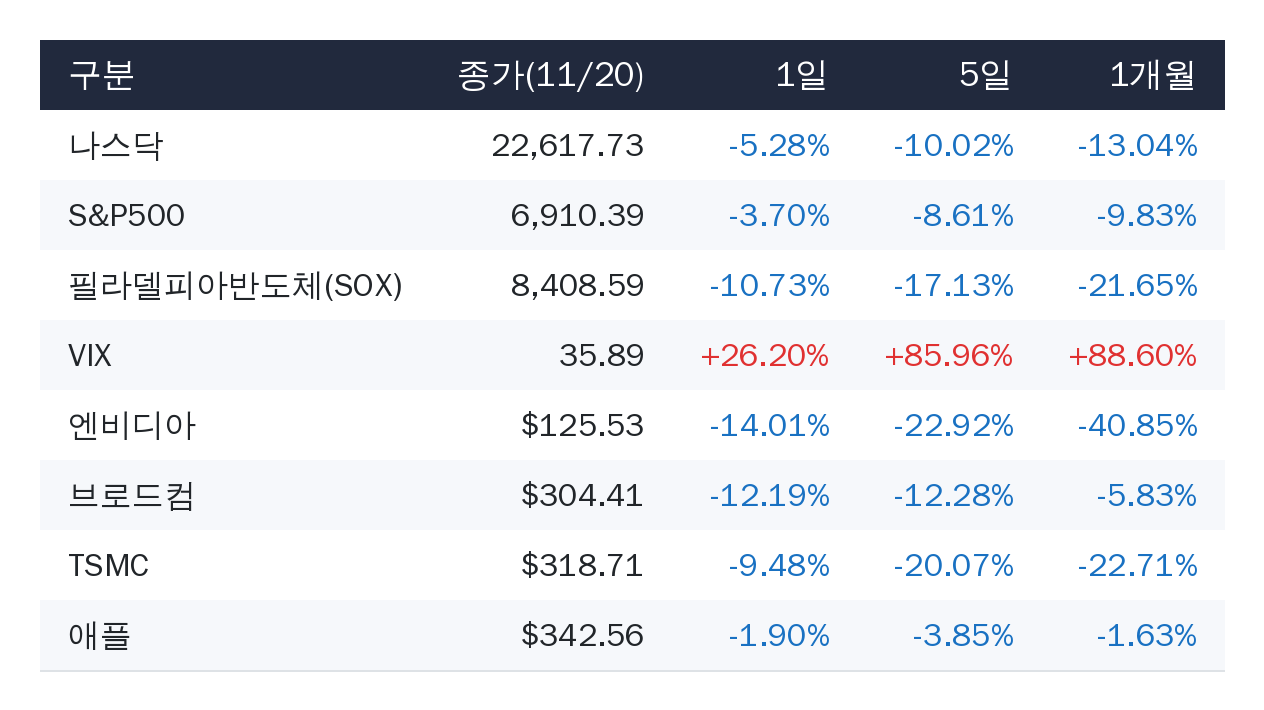 구분 종가(11/20) 1일 5일 1개월
나스닥 22,617.73 -5.28% -10.02% -13.04%
S&P500 6,910.39 -3.70% -8.61% -9.83%
필라델피아반도체(SOX) 8,408.59 -10.73% -17.13% -21.65%
VIX 35.89 +26.20% +85.96% +88.60%
엔비디아 $125.53 -14.01% -22.92% -40.85%
브로드컴 $304.41 -12.19% -12.28% -5.83%
TSMC $318.71 -9.48% -20.07% -22.71%
애플 $342.56 -1.90% -3.85% -1.63%